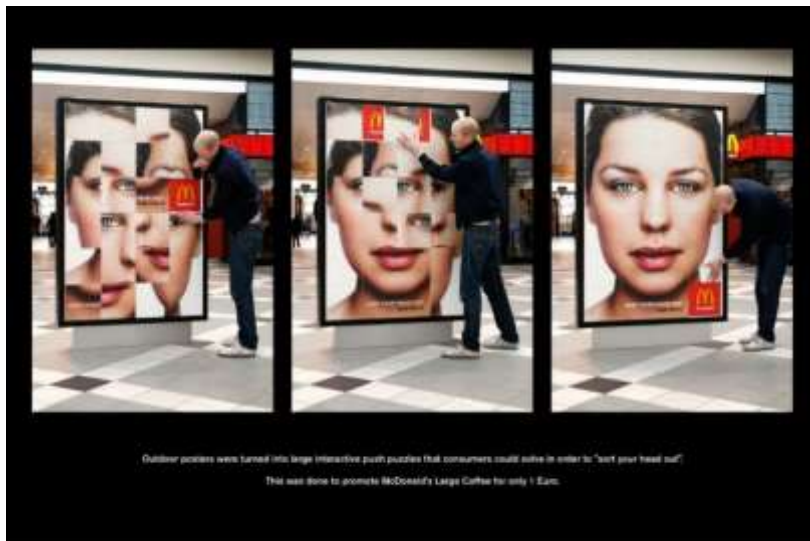 Outdoor posters were turned into large interactive push puzzles that consumers could solve in order to "sort your head out".
This was done to promote McDonald's Large Coffee for only 1 Euro.